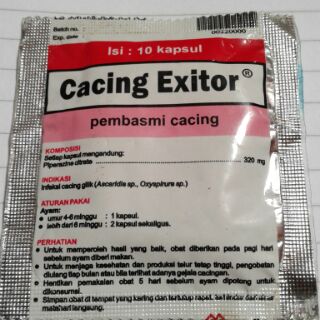 Batch no. :
Exp. date :
00220000
Isi : 10 kapsul
Cacing Exitor®
pembasmi cacing
KOMPOSISI
Setiap kapsul mengandung:
Piperazine citrate 320 mg
INDIKASI
Infeksi cacing gilik (Ascaridia sp., Oxyspirura sp.)
ATURAN PAKAI
Ayam:
• umur 4-6 minggu : 1 kapsul.
• lebih dari 6 minggu : 2 kapsul sekaligus.
PERHATIAN
• Untuk memperoleh hasil yang baik, obat diberikan pada pagi hari
sebelum ayam diberi makan.
• Untuk menjaga kesehatan dan produksi telur tetap tinggi, pengobatan
diulang tiap bulan atau bila terlihat adanya gejala cacingan.
• Hentikan pemakaian obat 5 hari sebelum ayam dipotong untuk
dikonsumsi.
• Simpan obat di tempat yang kering dan tertutup rapat, terhindar dari sinar
matahari langsung.